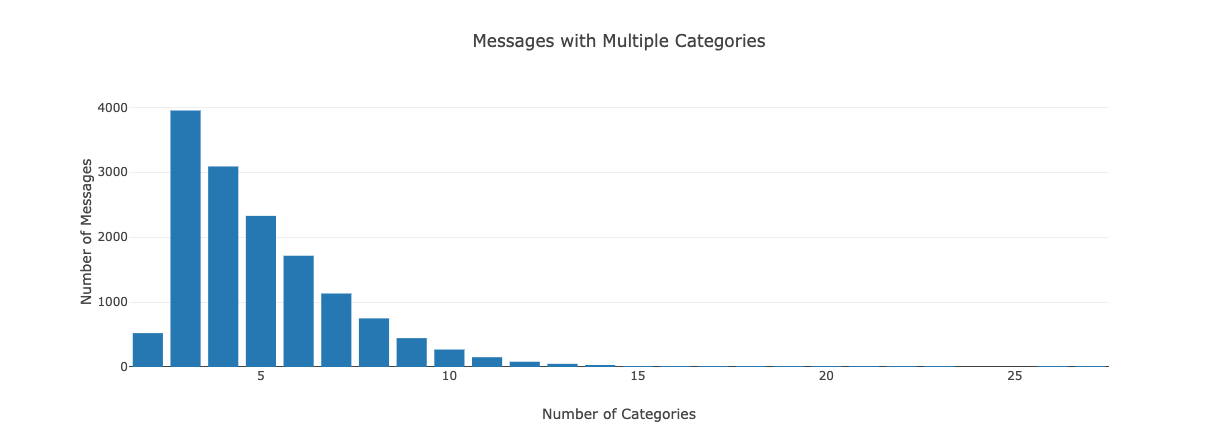 Messages with Multiple Categories
4000
3000
2000
1000
0
Number of Messages
5 10 15 20 25
Number of Categories